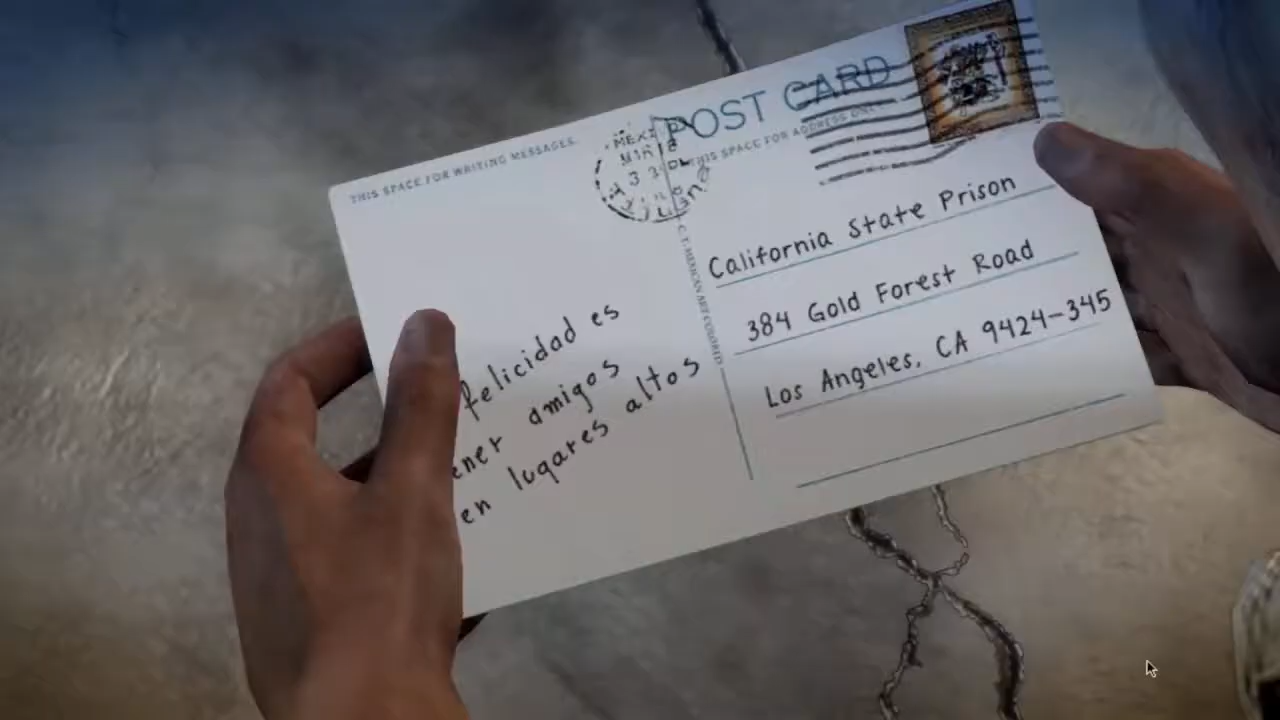 POST CARD
THIS SPACE FOR WRITING MESSAGES.
THIS SPACE FOR ADDRESS ONLY
felicidad es
ener amigos
en lugares altos
California State Prison
384 Gold Forest Road
Los Angeles, CA 9424-345